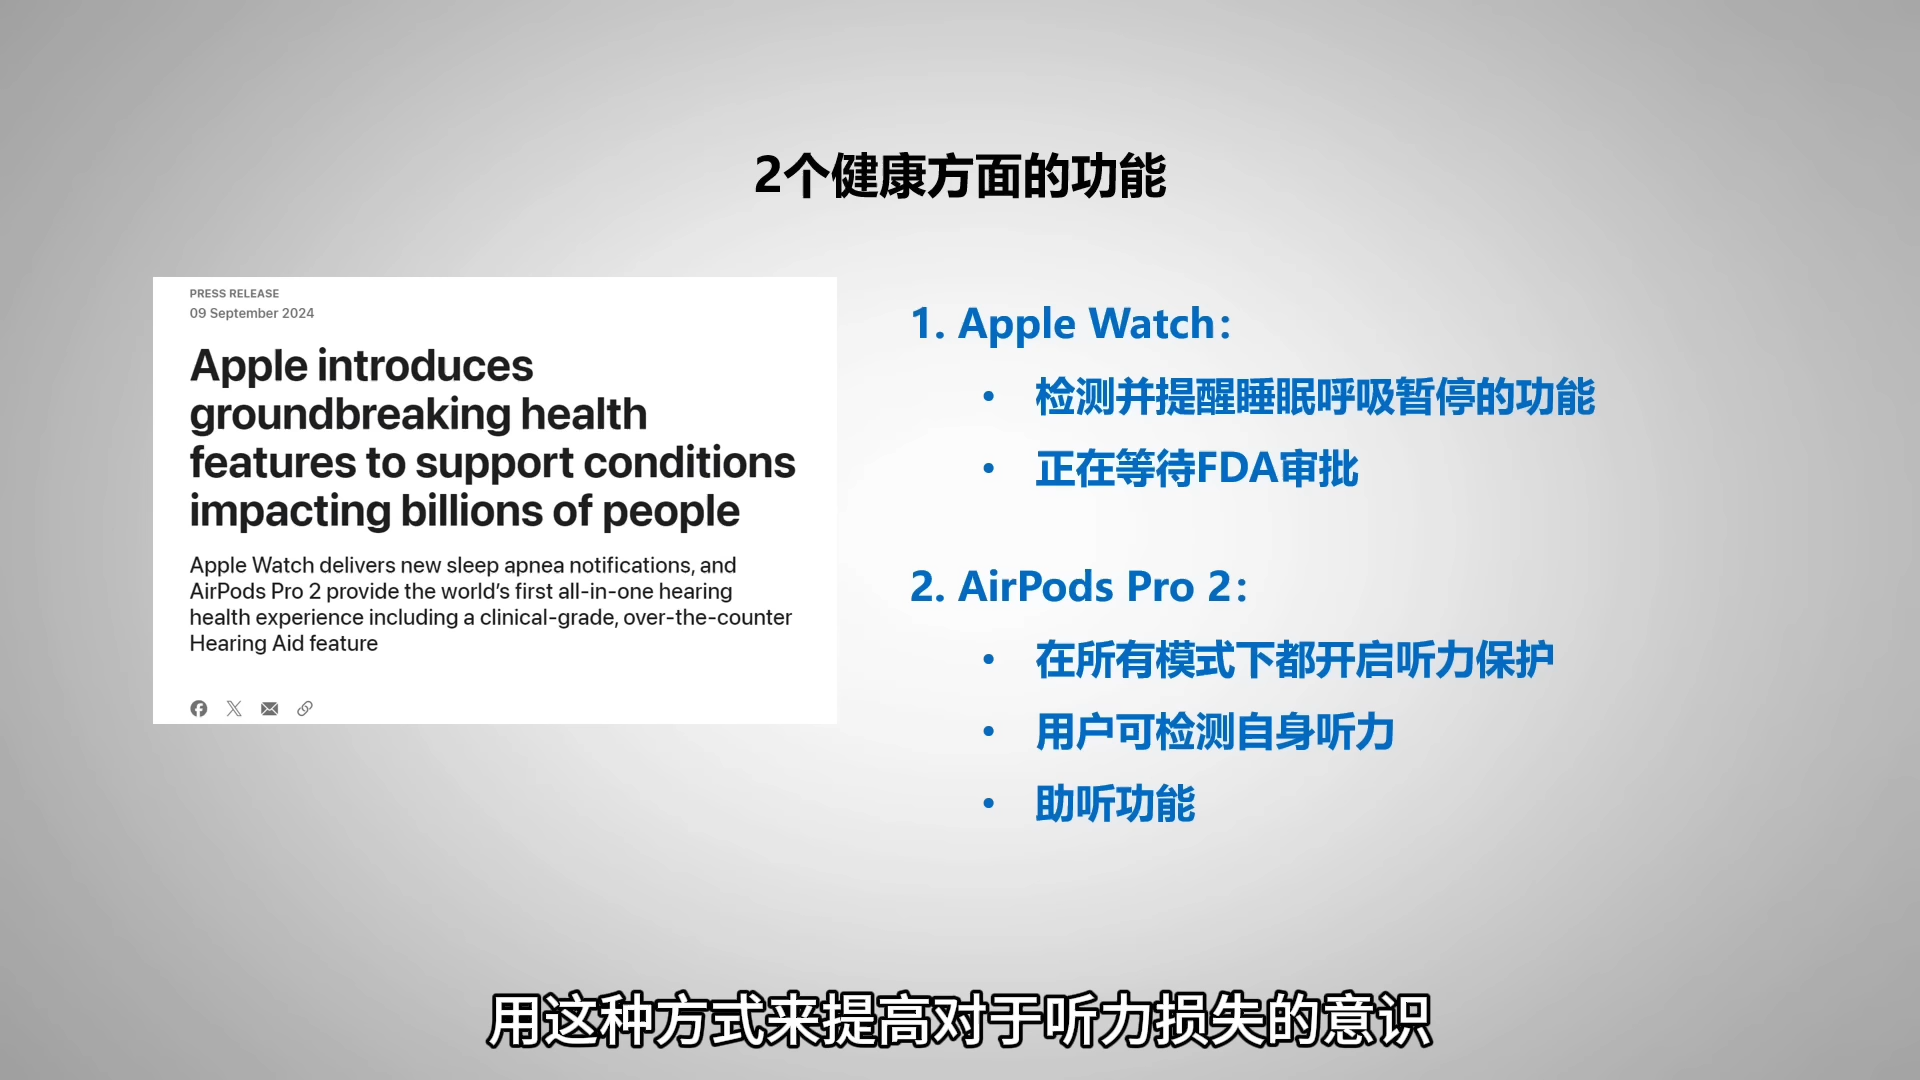 2个健康方面的功能
PRESS RELEASE
09 September 2024
Apple introduces
groundbreaking health
features to support conditions
impacting billions of people
Apple Watch delivers new sleep apnea notifications, and
AirPods Pro 2 provide the world’s first all-in-one hearing
health experience including a clinical-grade, over-the-counter
Hearing Aid feature
1. Apple Watch：
• 检测并提醒睡眠呼吸暂停的功能
• 正在等待FDA审批
2. AirPods Pro 2：
• 在所有模式下都开启听力保护
• 用户可检测自身听力
• 助听功能
用这种方式来提高对于听力损失的意识